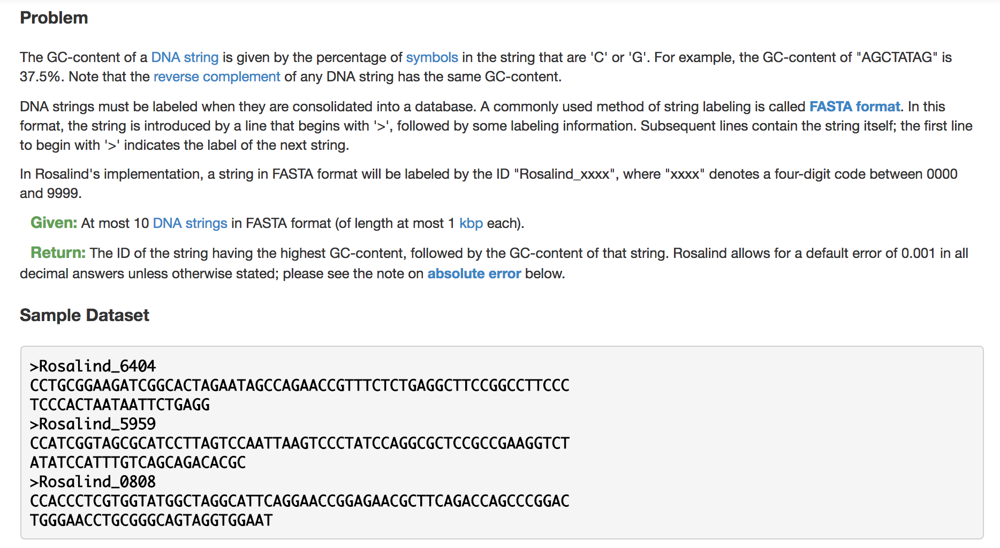 Problem
The GC-content of a DNA string is given by the percentage of symbols in the string that are 'C' or 'G'. For example, the GC-content of "AGCTATAG" is
37.5%. Note that the reverse complement of any DNA string has the same GC-content.
DNA strings must be labeled when they are consolidated into a database. A commonly used method of string labeling is called FASTA format. In this
format, the string is introduced by a line that begins with '>', followed by some labeling information. Subsequent lines contain the string itself; the first line
to begin with '>' indicates the label of the next string.
In Rosalind's implementation, a string in FASTA format will be labeled by the ID "Rosalind_xxxx", where "xxxx" denotes a four-digit code between 0000
and 9999.
Given: At most 10 DNA strings in FASTA format (of length at most 1 kbp each).
Return: The ID of the string having the highest GC-content, followed by the GC-content of that string. Rosalind allows for a default error of 0.001 in all
decimal answers unless otherwise stated; please see the note on absolute error below.
Sample Dataset
>Rosalind_6404
CCTGCGGAAGATCGGCACTAGAATAGCCAGAACCGTTTCTCTGAGGCTTCCGGCCTTCCC
TCCCACTAATAATTCTGAGG
>Rosalind_5959
CCATCGGTAGCGCATCCTTAGTCCAATTAAGTCCCTATCCAGGCGCTCCGCCGAAGGTCT
ATATCCATTTGTCAGCAGACACGC
>Rosalind_0808
CCACCCTCGTGGTATGGCTAGGCATTCAGGAACCGGAGAACGCTTCAGACCAGCCCGGAC
TGGGAACCTGCGGGCAGTAGGTGGAAT